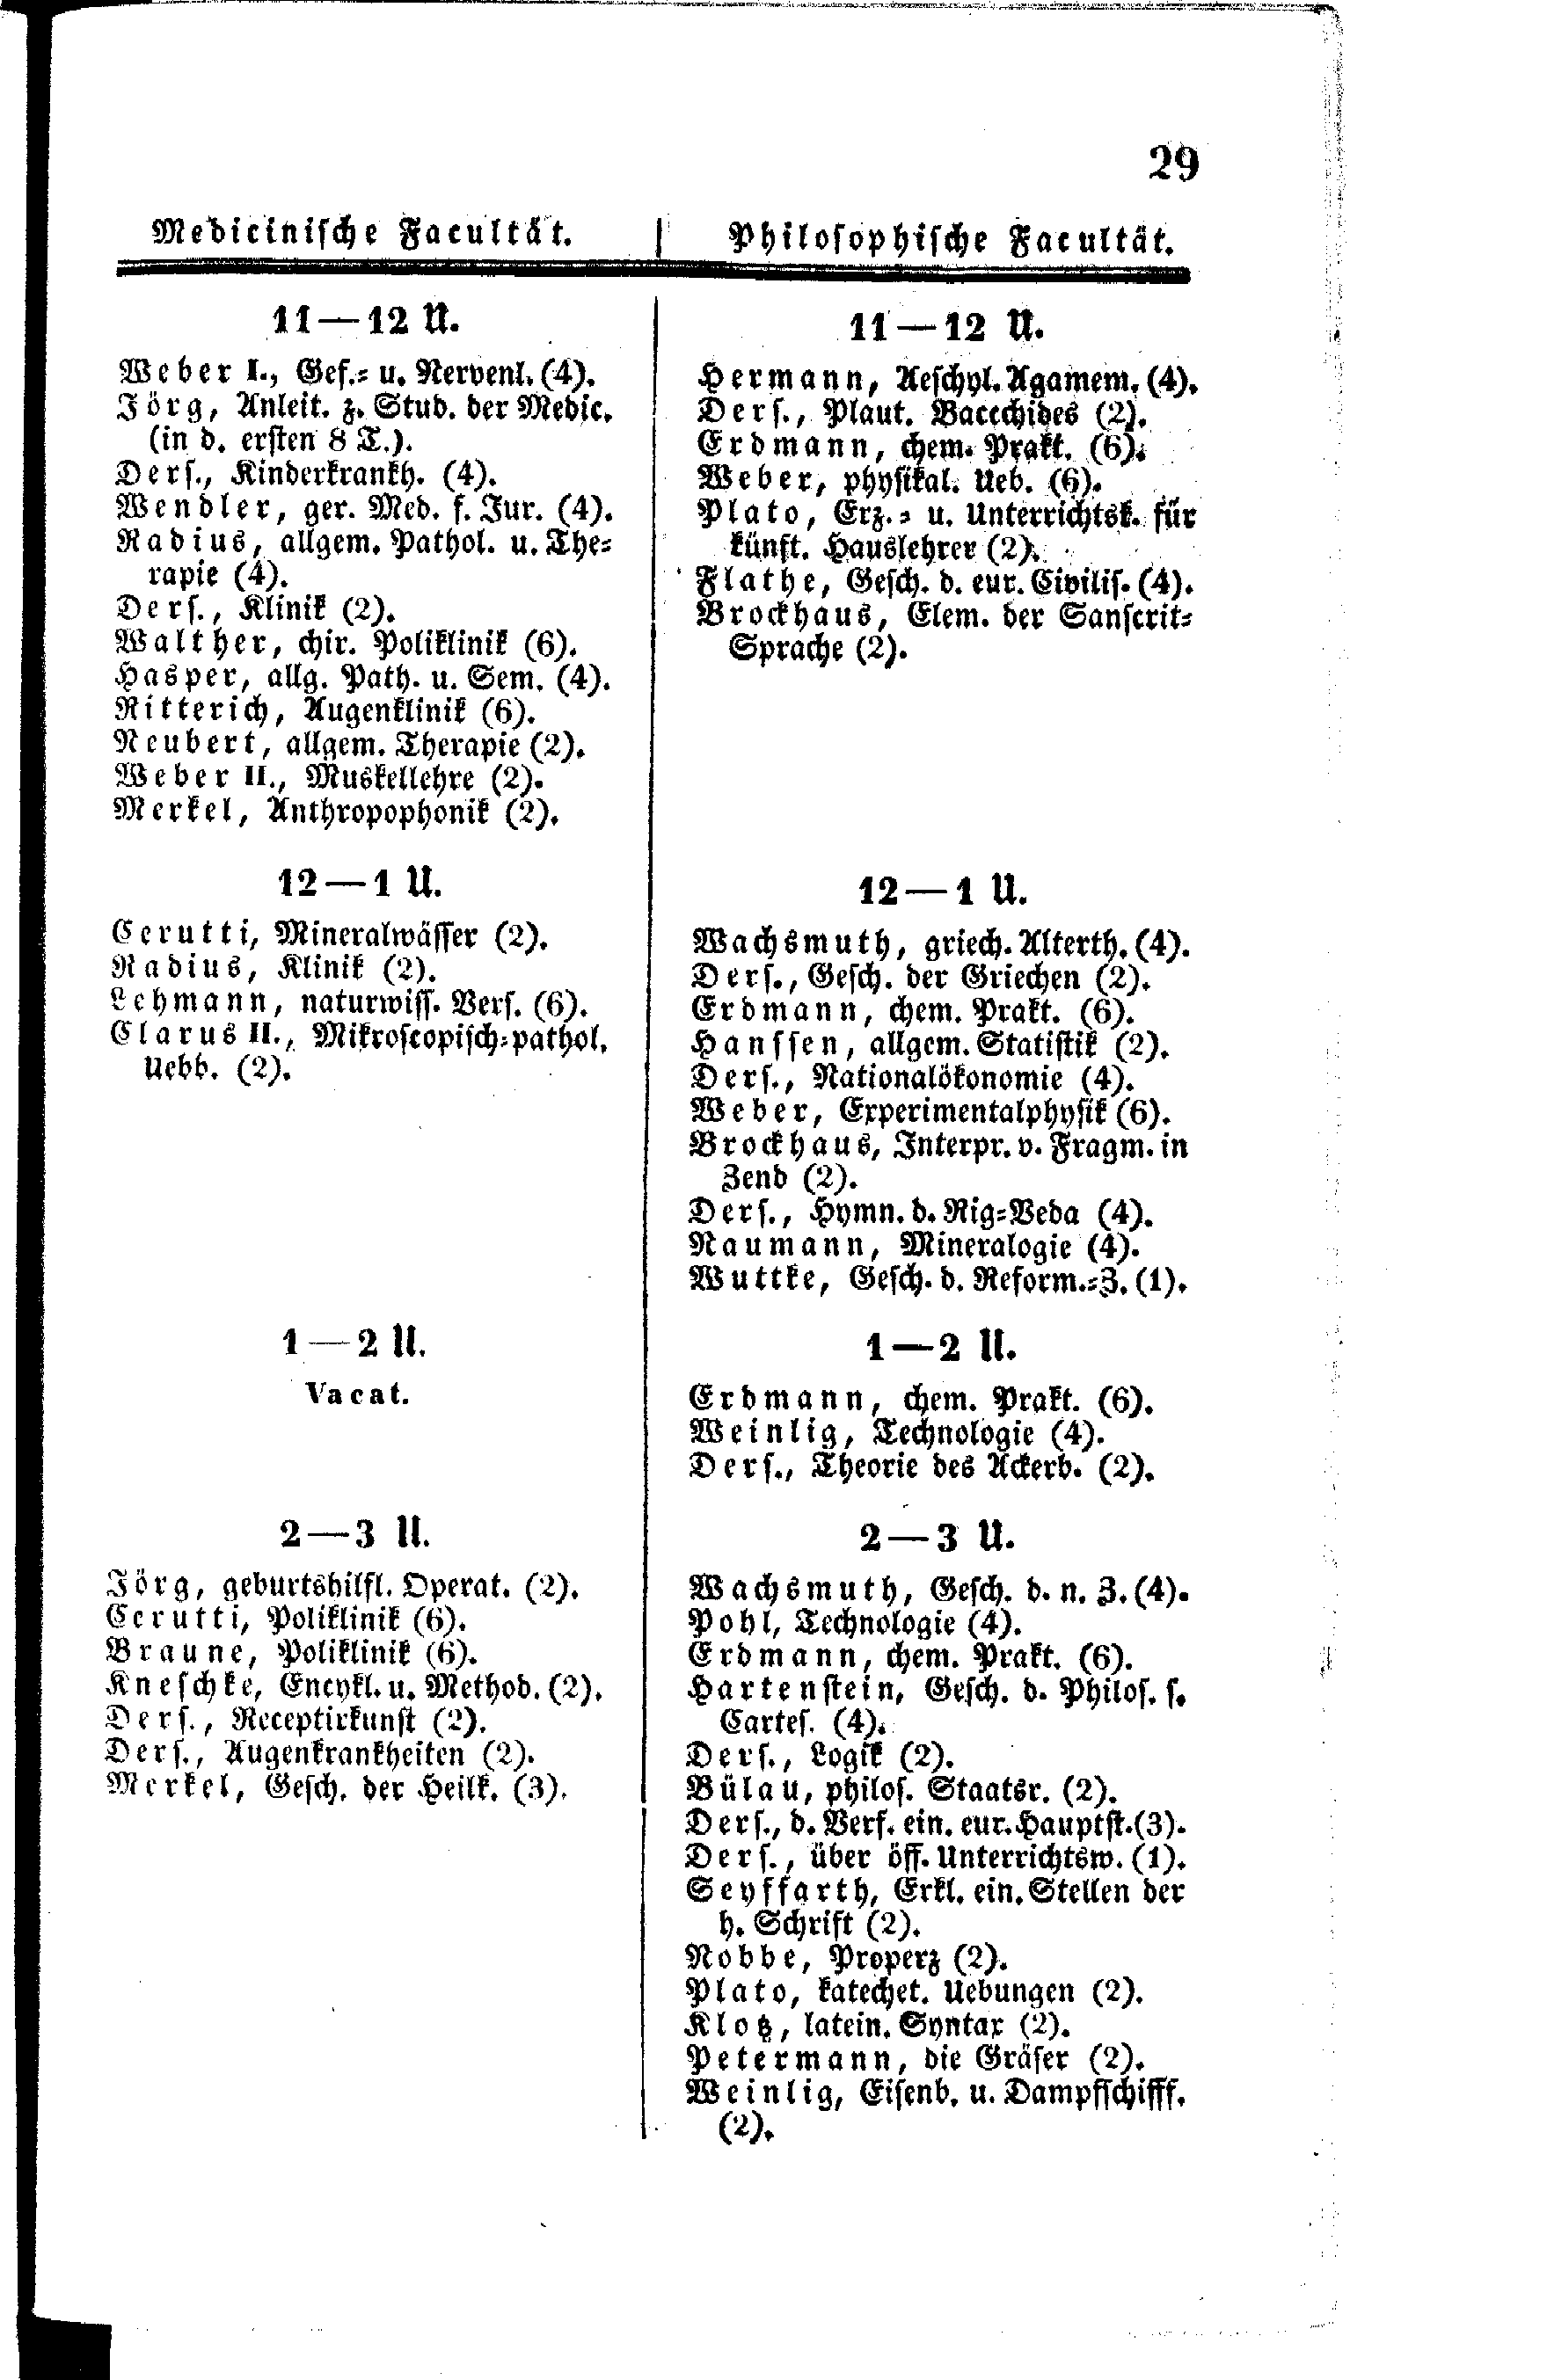 29
Medicinische Facultät.
11—12 U.
Weber I., Gef.- u. Nervenl. (4).
Jörg, Anleit. z. Stud. der Medic.
(in d. ersten 8 T.).
Ders., Kinderkrankh. (4).
Wendler, ger. Med. f. Jur. (4).
Radius, allgem. Pathol. u. The-
rapie (4).
Ders., Klinik (2).
Walther, chir. Poliklinik (6).
Hasper, allg. Path. u. Sem. (4).
Ritterich, Augenklinik (6).
Neubert, allgem. Therapie (2).
Weber II., Muskellehre (2).
Merkel, Anthropophonik (2).
12—1 U.
Cerutti, Mineralwässer (2).
Radius, Klinik (2).
Lehmann, naturwiss. Vers. (6).
Clarus II., Mikroscopisch-pathol.
Uebb. (2).
1—2 U.
Vacat.
2—3 U.
Jörg, geburtshilfl. Operat. (2).
Cerutti, Poliklinik (6).
Braune, Poliklinik (6).
Kneschke, Encykl. u. Method. (2).
Ders., Receptirkunst (2).
Ders., Augenkrankheiten (2).
Merkel, Gesch. der Heilk. (3).
Philosophische Facultät.
11—12 U.
Hermann, Aeschyl. Agamem. (4).
Ders., Plaut. Bacchides (2).
Erdmann, chem. Prakt. (6).
Weber, physikal. Ueb. (6).
Plato, Erz.- u. Unterrichtsk. für
künft. Hauslehrer (2).
Flathe, Gesch. d. eur. Civilis. (4).
Brockhaus, Elem. der Sanscrit-
Sprache (2).
12—1 U.
Wachsmuth, griech. Alterth. (4).
Ders., Gesch. der Griechen (2).
Erdmann, chem. Prakt. (6).
Hanssen, allgem. Statistik (2).
Ders., Nationalökonomie (4).
Weber, Experimentalphysik (6).
Brockhaus, Interpr. v. Fragm. in
Zend (2).
Ders., Hymn. d. Rig-Veda (4).
Naumann, Mineralogie (4).
Wuttke, Gesch. d. Reform.-Z. (1).
1—2 U.
Erdmann, chem. Prakt. (6).
Weinlig, Technologie (4).
Ders., Theorie des Ackerb. (2).
2—3 U.
Wachsmuth, Gesch. d. n. Z. (4).
Pohl, Technologie (4).
Erdmann, chem. Prakt. (6).
Hartenstein, Gesch. d. Philos. s.
Cartes. (4).
Ders., Logik (2).
Bülau, philos. Staatsr. (2).
Ders., d. Verf. ein. eur. Hauptst. (3).
Ders., über öff. Unterrichtsw. (1).
Seyffarth, Erkl. ein. Stellen der
h. Schrift (2).
Nobbe, Properz (2).
Plato, katechet. Uebungen (2).
Klotz, latein. Syntax (2).
Petermann, die Gräser (2).
Weinlig, Eisenb. u. Dampfschifff.
(2).